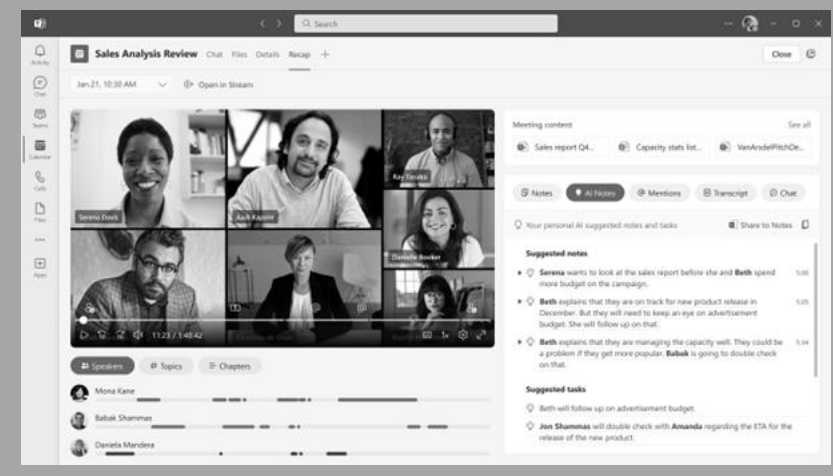 Search
Sales Analysis Review Chat Files Details Recap
Close
Activity
Chat
Teams
Calendar
Calls
Files
Apps
Jan 21, 10:30 AM
Open in Stream
Serena Davis
Aadi Kapoor
Ray Tanaka
Danielle Booker
11:23 / 1:48:42
1x
Speakers
# Topics
Chapters
Mona Kane
Babak Shammas
Daniela Mandera
Meeting content See all
Sales report Q4...
Capacity stats list...
VanArsdelPitchDe...
Notes
AI Notes
Mentions
Transcript
Chat
Your personal AI suggested notes and tasks
Share to Notes
Suggested notes
Serena wants to look at the sales report before she and Beth spend 5:00
more budget on the campaign.
Beth explains that they are on track for new product release in 5:05
December. But they will need to keep an eye on advertisement
budget. She will follow up on that.
Beth explains that they are managing the capacity well. They could be 5:34
a problem if they get more popular. Babak is going to double check
on that.
Suggested tasks
Beth will follow up on advertisement budget.
Jon Shammas will double check with Amanda regarding the ETA for the
release of the new product.